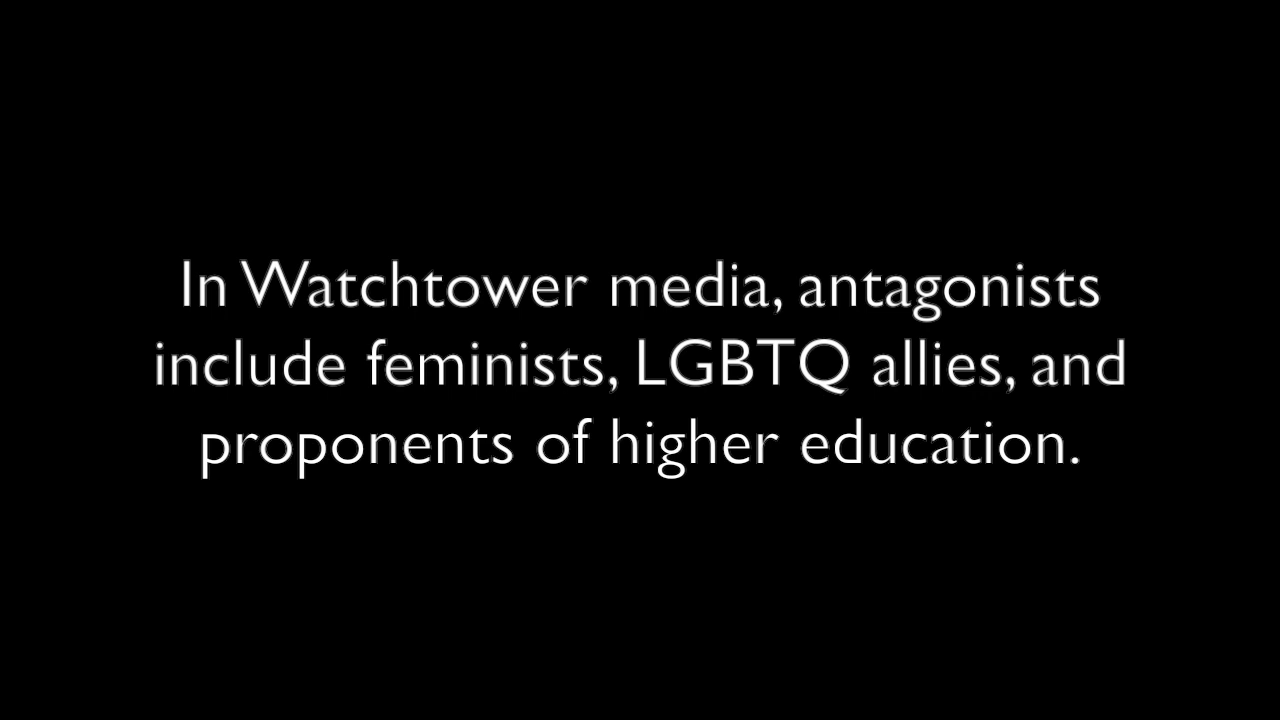 In Watchtower media, antagonists
include feminists, LGBTQ allies, and
proponents of higher education.